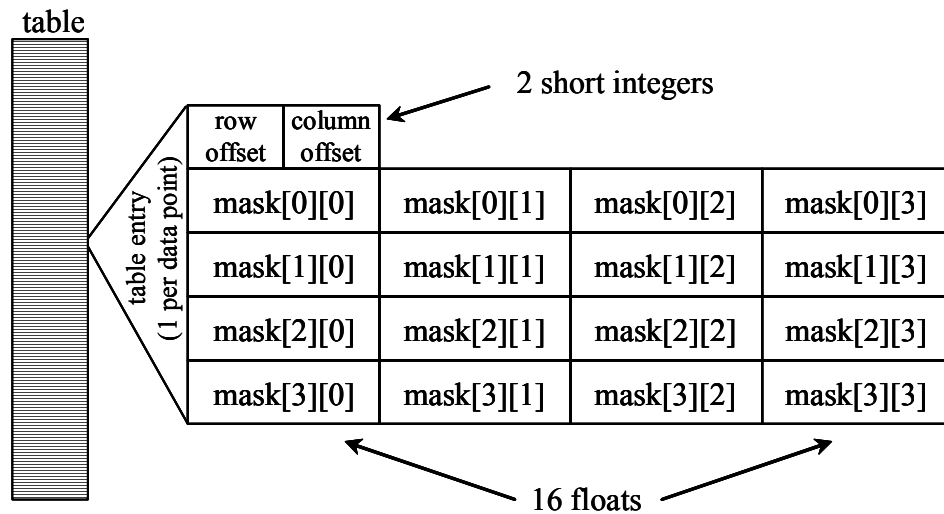 table
2 short integers
row column
offset offset
table entry
(1 per data point)
mask[0][0] mask[0][1] mask[0][2] mask[0][3]
mask[1][0] mask[1][1] mask[1][2] mask[1][3]
mask[2][0] mask[2][1] mask[2][2] mask[2][3]
mask[3][0] mask[3][1] mask[3][2] mask[3][3]
16 floats